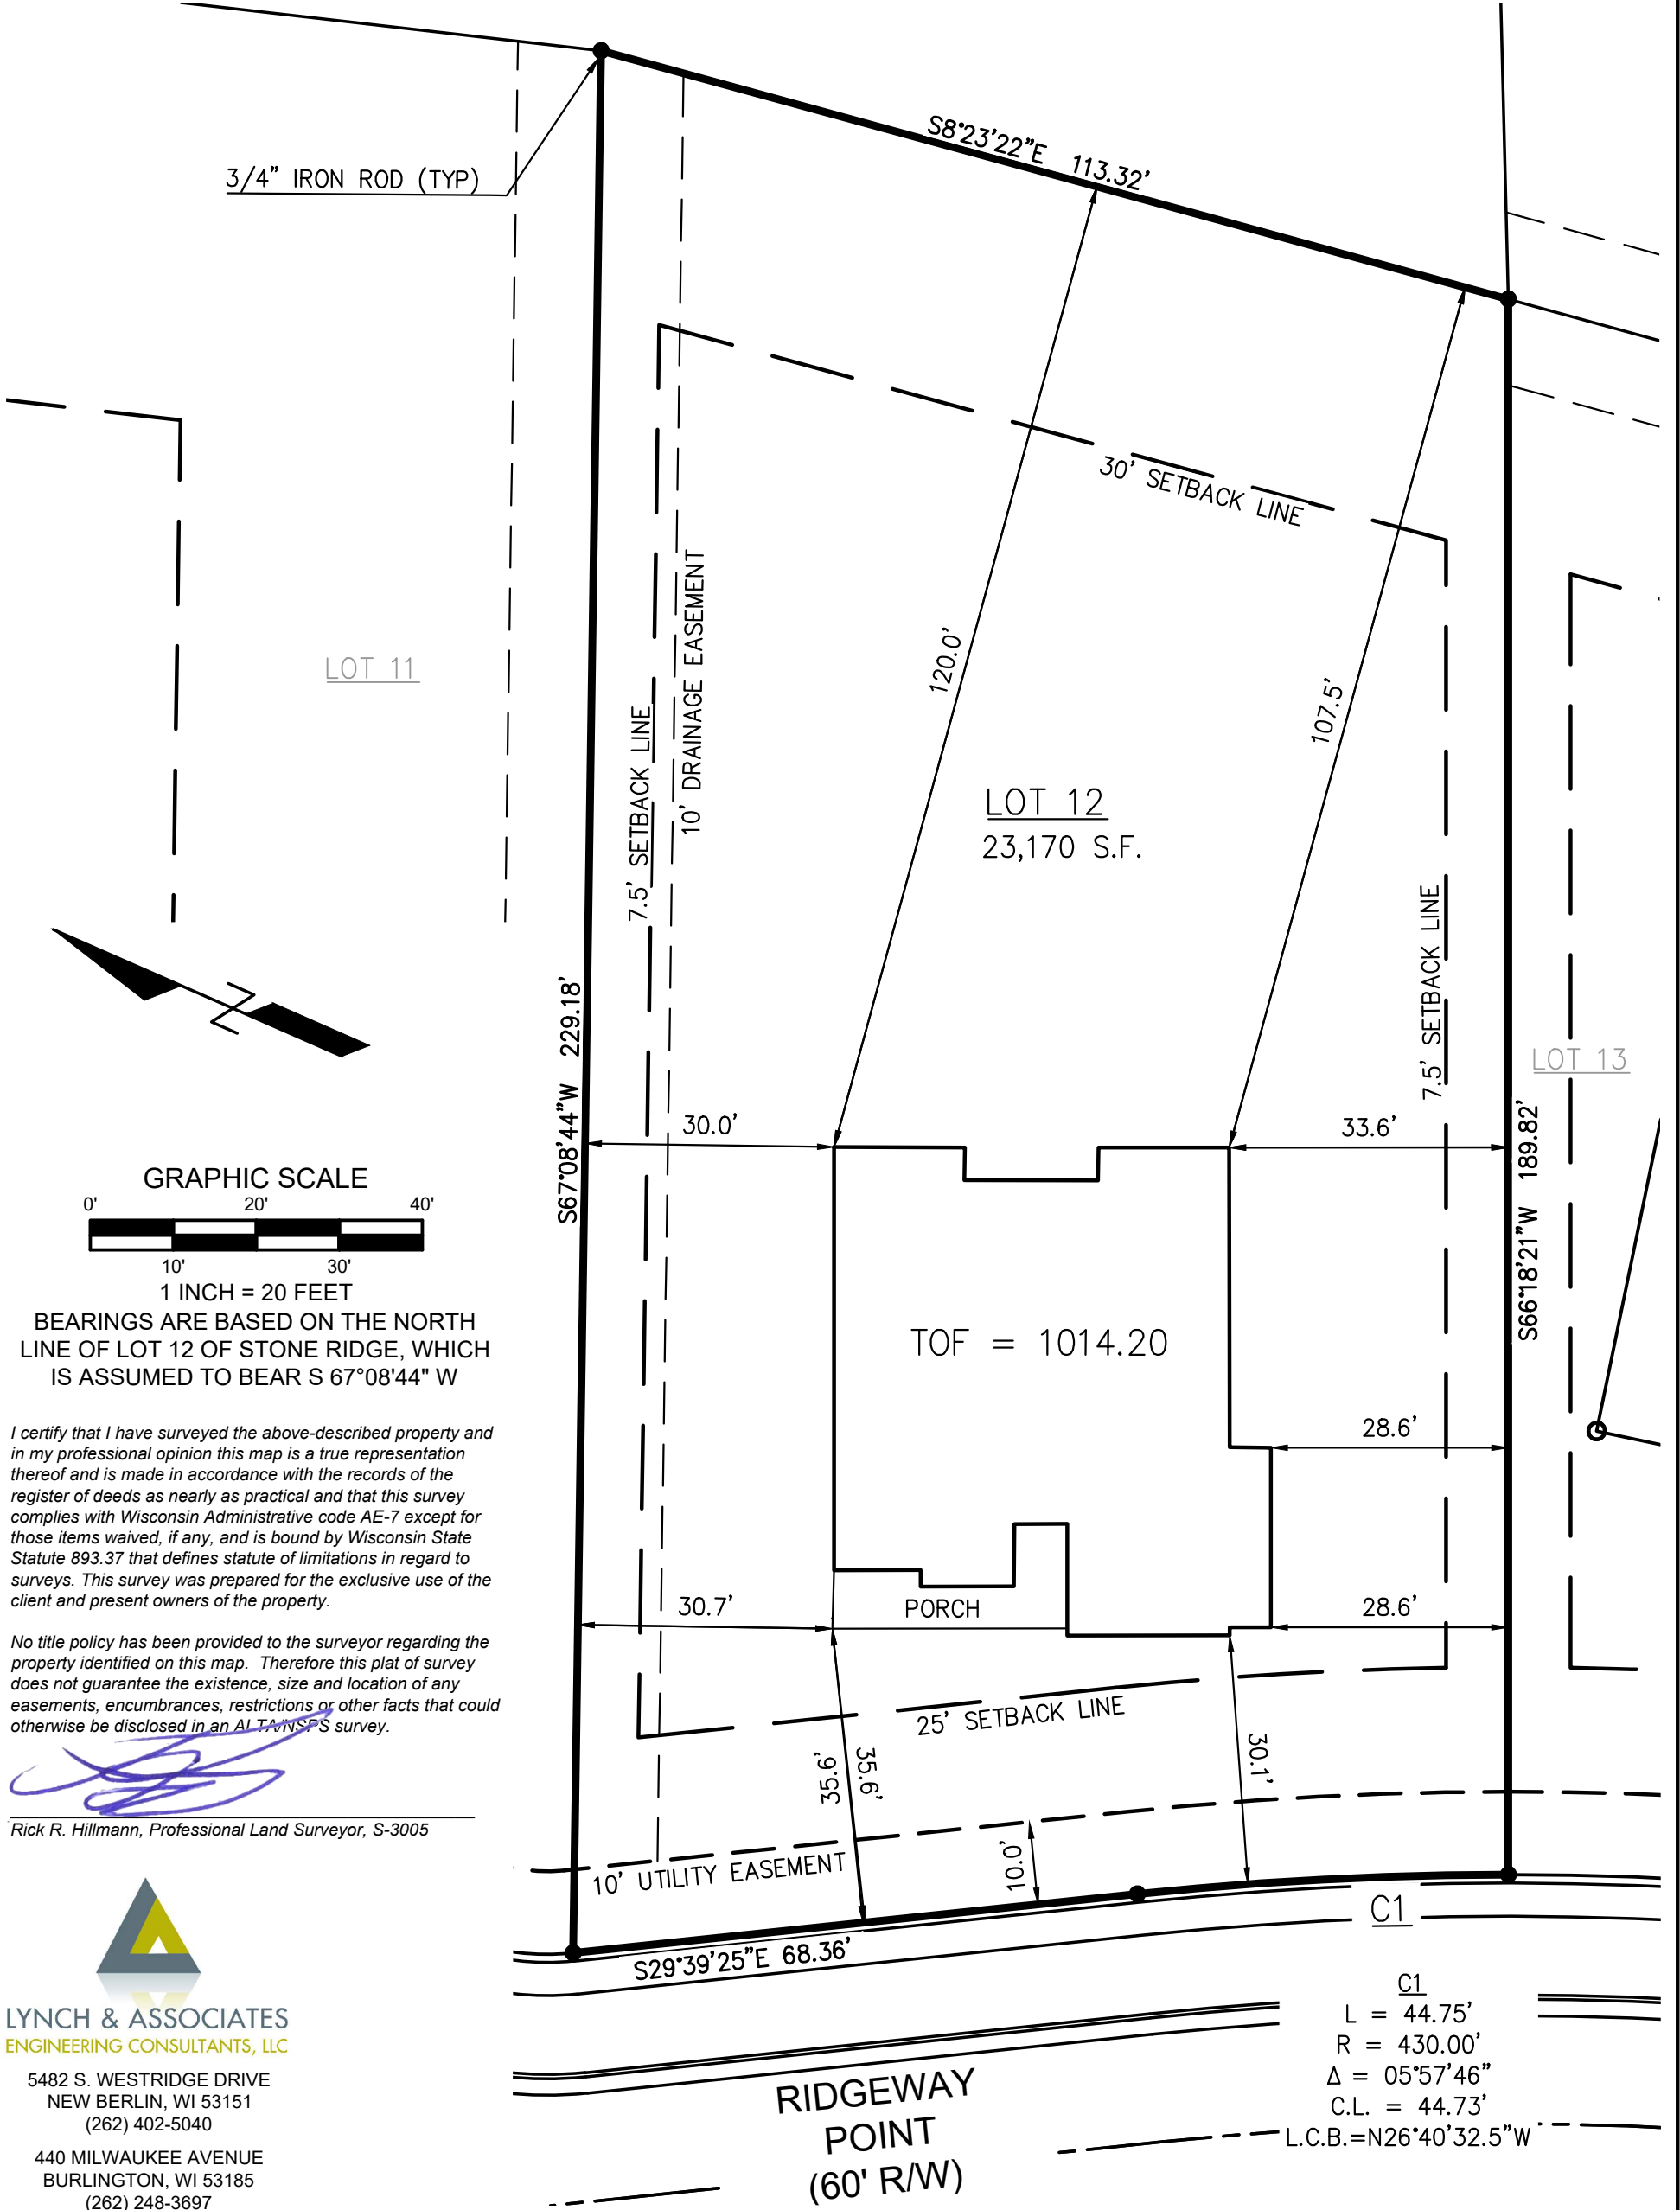 S8°23'22"E 113.32'
3/4" IRON ROD (TYP)
30' SETBACK LINE
LOT 11
7.5' SETBACK LINE
10' DRAINAGE EASEMENT
120.0'
107.5'
LOT 12
23,170 S.F.
7.5' SETBACK LINE
LOT 13
S67°08'44"W 229.18'
30.0'
33.6'
S66°18'21"W 189.82'
GRAPHIC SCALE
0' 20' 40'
10' 30'
1 INCH = 20 FEET
BEARINGS ARE BASED ON THE NORTH
LINE OF LOT 12 OF STONE RIDGE, WHICH
IS ASSUMED TO BEAR S 67°08'44" W
TOF = 1014.20
28.6'
I certify that I have surveyed the above-described property and
in my professional opinion this map is a true representation
thereof and is made in accordance with the records of the
register of deeds as nearly as practical and that this survey
complies with Wisconsin Administrative code AE-7 except for
those items waived, if any, and is bound by Wisconsin State
Statute 893.37 that defines statute of limitations in regard to
surveys. This survey was prepared for the exclusive use of the
client and present owners of the property.
30.7'
PORCH
28.6'
No title policy has been provided to the surveyor regarding the
property identified on this map. Therefore this plat of survey
does not guarantee the existence, size and location of any
easements, encumbrances, restrictions or other facts that could
otherwise be disclosed in an ALTA/NSPS survey.
25' SETBACK LINE
35.6'
35.6'
30.1'
Rick R. Hillmann, Professional Land Surveyor, S-3005
10' UTILITY EASEMENT
10.0'
C1
S29°39'25"E 68.36'
LYNCH & ASSOCIATES
ENGINEERING CONSULTANTS, LLC
5482 S. WESTRIDGE DRIVE
NEW BERLIN, WI 53151
(262) 402-5040
440 MILWAUKEE AVENUE
BURLINGTON, WI 53185
(262) 248-3697
RIDGEWAY
POINT
(60' R/W)
C1
L = 44.75'
R = 430.00'
Δ = 05°57'46"
C.L. = 44.73'
L.C.B.=N26°40'32.5"W
Z